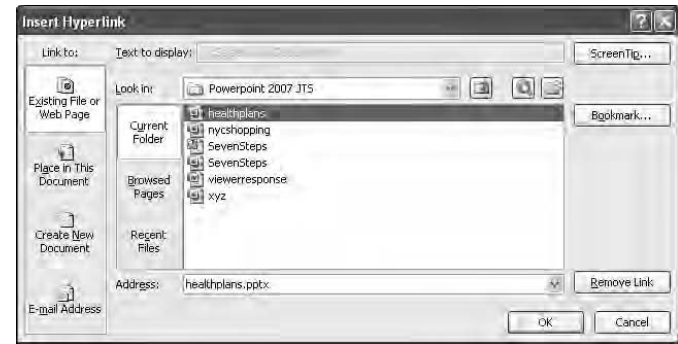 Insert Hyperlink
Link to:
Text to display:
ScreenTip...
Existing File or
Web Page
Look in:
Powerpoint 2007 JTS
Bookmark...
Current
Folder
healthplans
nycshopping
SevenSteps
SevenSteps
viewerresponse
xyz
Place in This
Document
Browsed
Pages
Create New
Document
Recent
Files
Address:
healthplans.pptx
Remove Link
E-mail Address
OK
Cancel